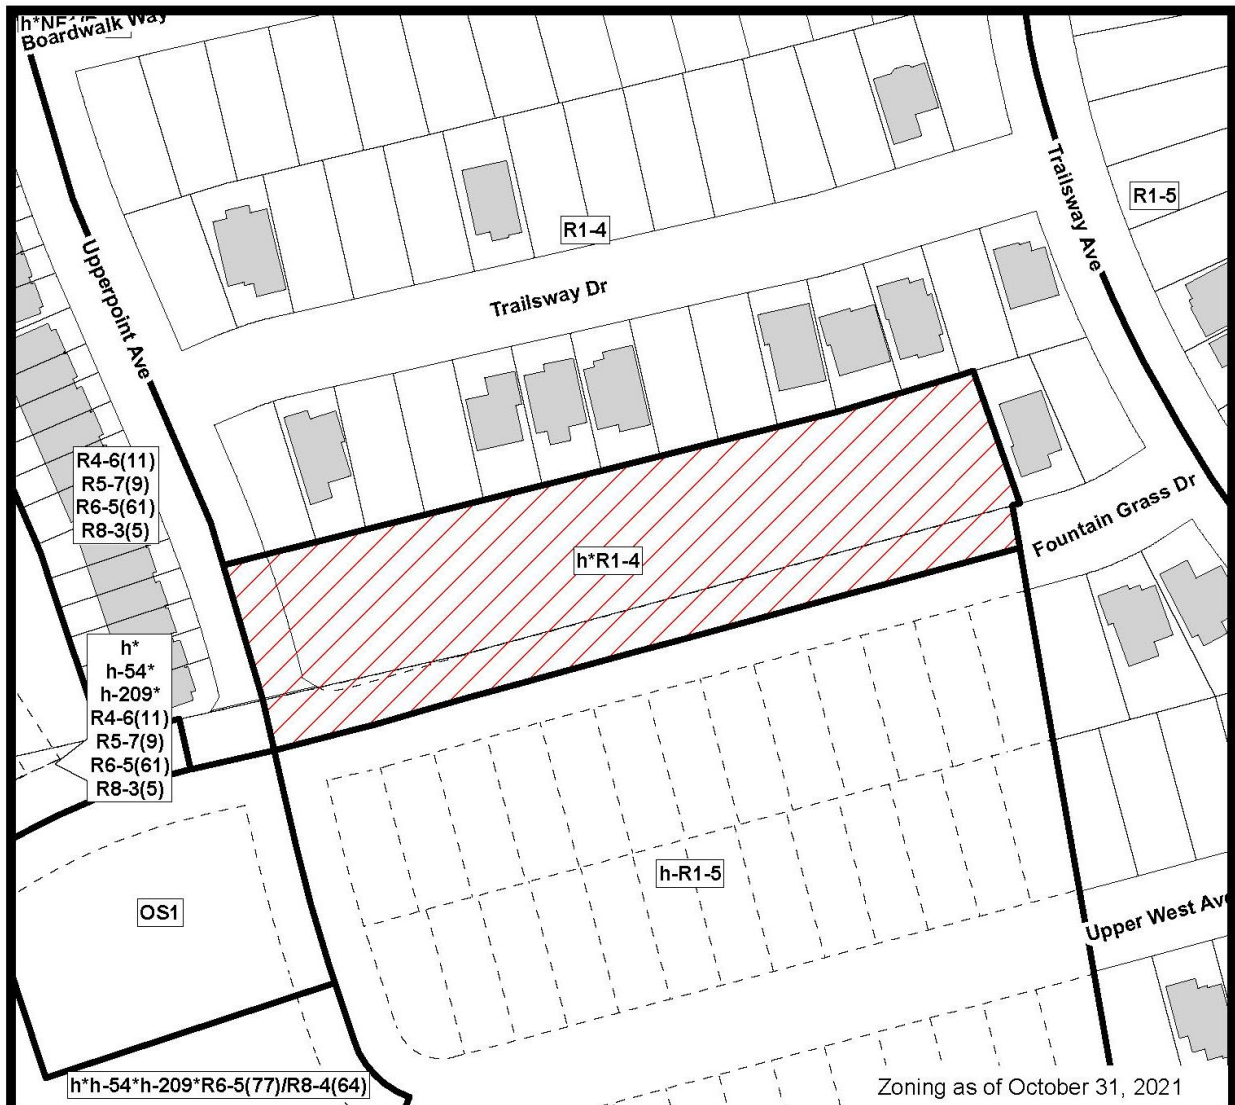 Boardwalk Way
Trailsway Ave
R1-5
R1-4
Upperpoint Ave
Trailsway Dr
R4-6(11)
R5-7(9)
R6-5(61)
R8-3(5)
Fountain Grass Dr
h*R1-4
h*
h-54*
h-209*
R4-6(11)
R5-7(9)
R6-5(61)
R8-3(5)
h-R1-5
OS1
Upper West Ave
h*h-54*h-209*R6-5(77)/R8-4(64)
Zoning as of October 31, 2021